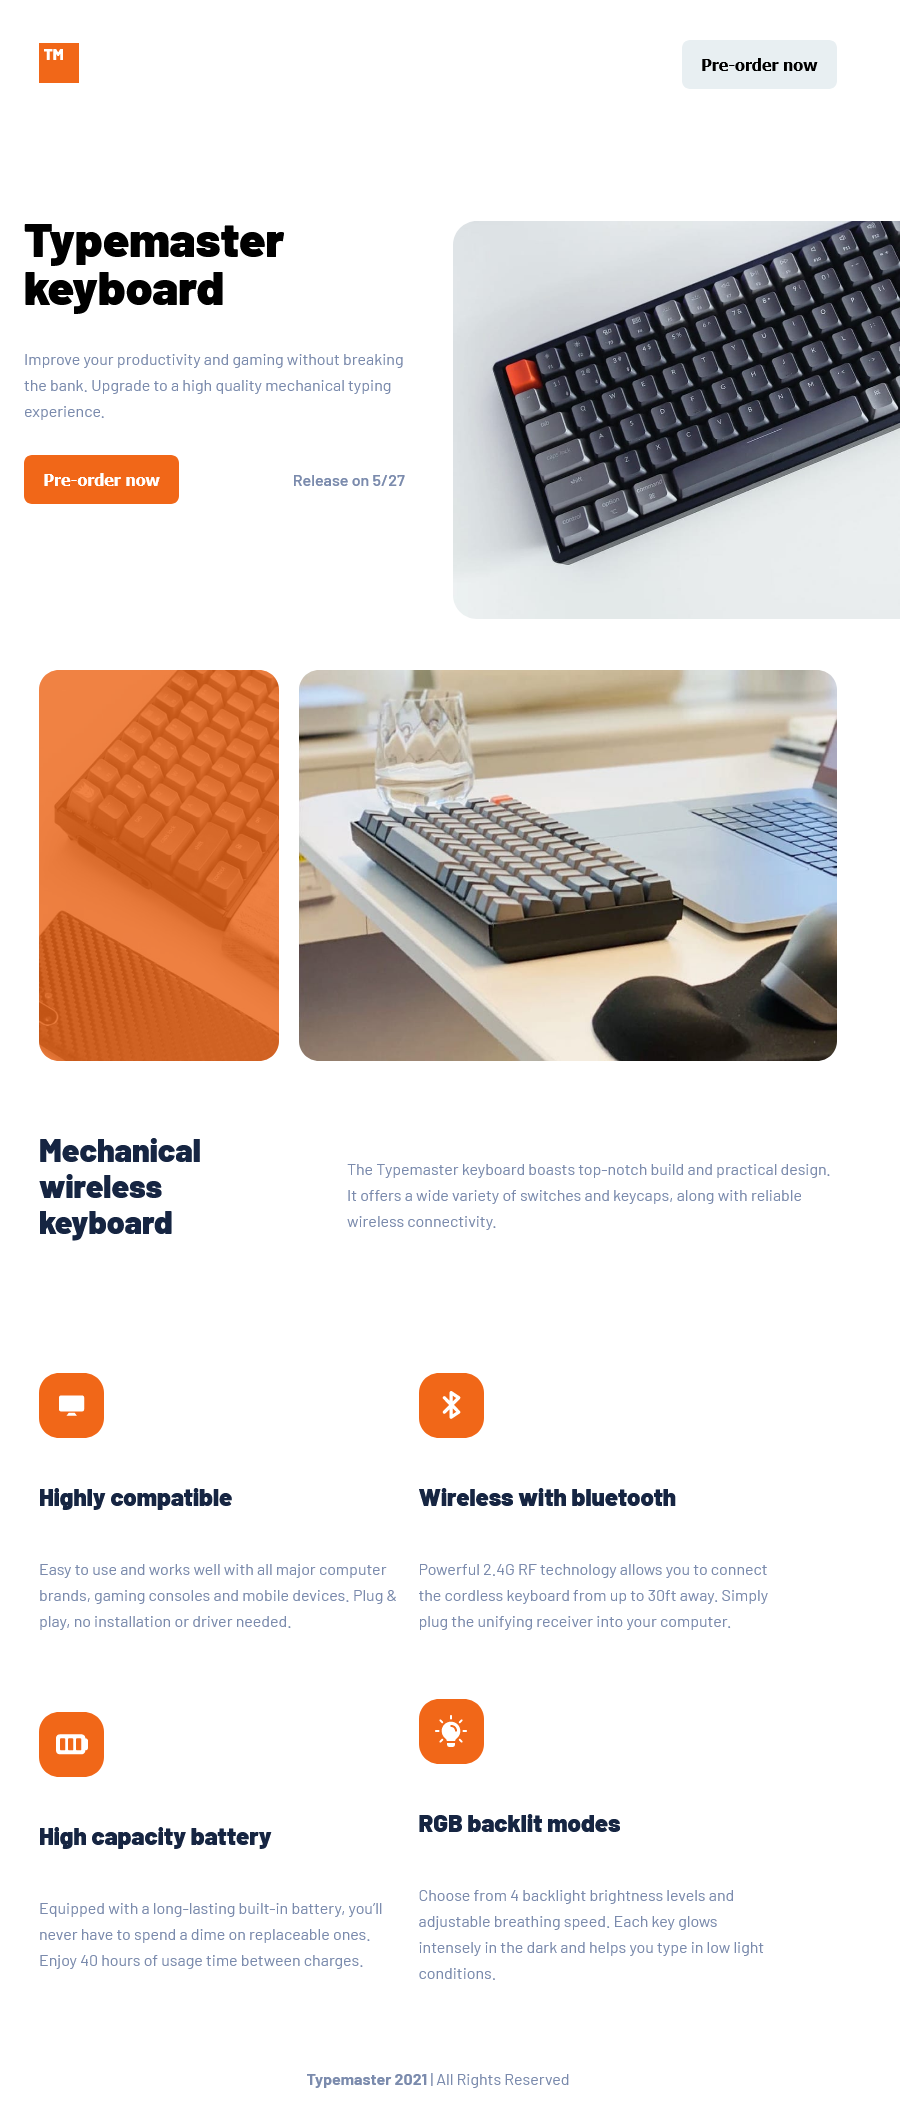 TM
Pre-order now
Typemaster
keyboard
Improve your productivity and gaming without breaking
the bank. Upgrade to a high quality mechanical typing
experience.
Pre-order now
Release on 5/27
Mechanical
wireless
keyboard
The Typemaster keyboard boasts top-notch build and practical design.
It offers a wide variety of switches and keycaps, along with reliable
wireless connectivity.
Highly compatible
Easy to use and works well with all major computer
brands, gaming consoles and mobile devices. Plug &
play, no installation or driver needed.
Wireless with bluetooth
Powerful 2.4G RF technology allows you to connect
the cordless keyboard from up to 30ft away. Simply
plug the unifying receiver into your computer.
High capacity battery
Equipped with a long-lasting built-in battery, you’ll
never have to spend a dime on replaceable ones.
Enjoy 40 hours of usage time between charges.
RGB backlit modes
Choose from 4 backlight brightness levels and
adjustable breathing speed. Each key glows
intensely in the dark and helps you type in low light
conditions.
Typemaster 2021 | All Rights Reserved